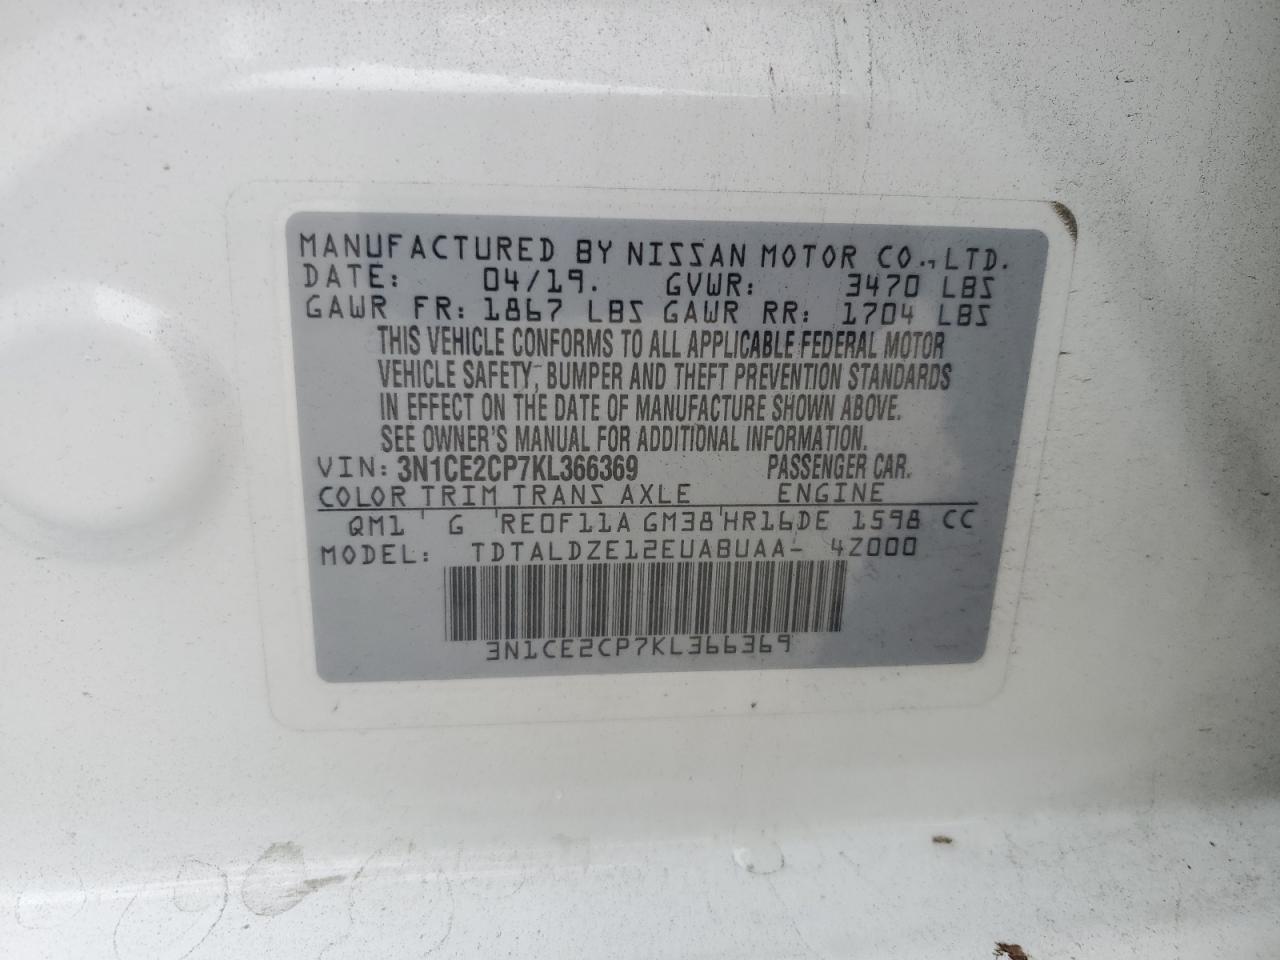 MANUFACTURED BY NISSAN MOTOR CO., LTD.
DATE: 04/19. GVWR: 3470 LBS
GAWR FR: 1867 LBS GAWR RR: 1704 LBS
THIS VEHICLE CONFORMS TO ALL APPLICABLE FEDERAL MOTOR
VEHICLE SAFETY, BUMPER AND THEFT PREVENTION STANDARDS
IN EFFECT ON THE DATE OF MANUFACTURE SHOWN ABOVE.
SEE OWNER'S MANUAL FOR ADDITIONAL INFORMATION.
VIN: 3N1CE2CP7KL366369 PASSENGER CAR.
COLOR TRIM TRANS AXLE ENGINE
QM1 ' G ' RE0F11A GM38 ' HR16DE 1598 CC
MODEL: TDTALDZE12EUABUAA- 4Z000
3N1CE2CP7KL366369